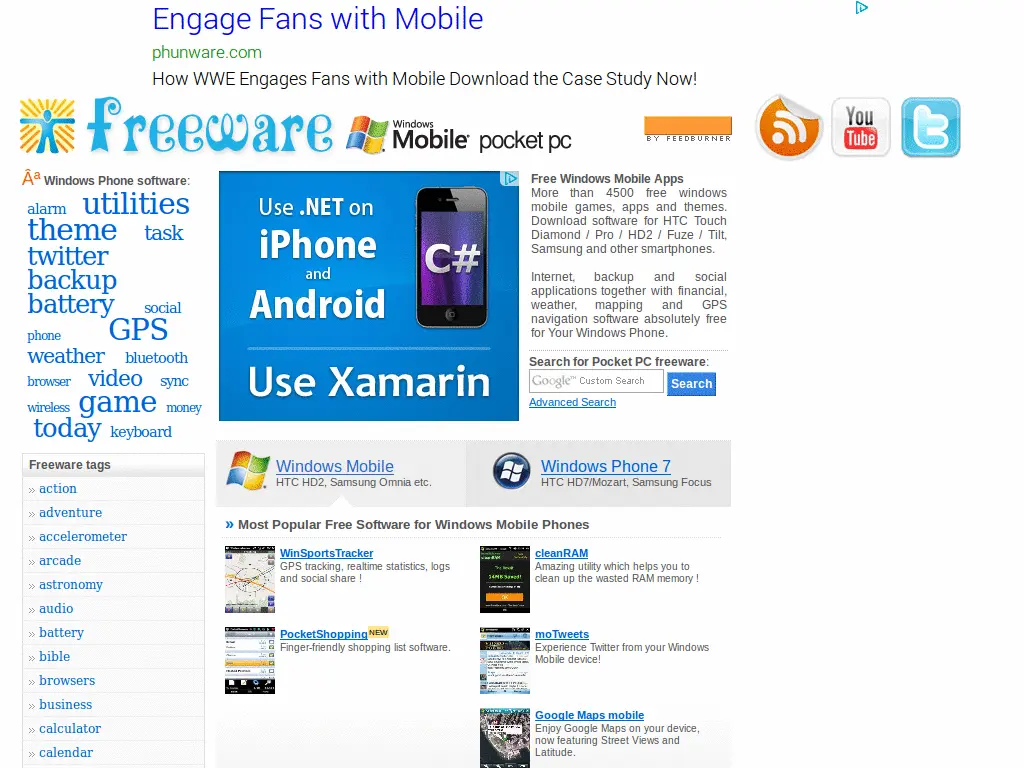 Engage Fans with Mobile
phunware.com
How WWE Engages Fans with Mobile Download the Case Study Now!
freeware
Windows
Mobile® pocket pc
BY FEEDBURNER
You
Tube
Âª Windows Phone software:
alarm utilities
theme task
twitter
backup
battery social
phone GPS
weather bluetooth
browser video sync
wireless game money
today keyboard
Freeware tags
» action
» adventure
» accelerometer
» arcade
» astronomy
» audio
» battery
» bible
» browsers
» business
» calculator
» calendar
Use .NET on
iPhone
and
Android
Use Xamarin
C#
Free Windows Mobile Apps
More than 4500 free windows
mobile games, apps and themes.
Download software for HTC Touch
Diamond / Pro / HD2 / Fuze / Tilt,
Samsung and other smartphones.
Internet, backup and social
applications together with financial,
weather, mapping and GPS
navigation software absolutely free
for Your Windows Phone.
Search for Pocket PC freeware:
Google™ Custom Search Search
Advanced Search
Windows Mobile
HTC HD2, Samsung Omnia etc.
Windows Phone 7
HTC HD7/Mozart, Samsung Focus
» Most Popular Free Software for Windows Mobile Phones
WinSportsTracker
GPS tracking, realtime statistics, logs
and social share !
cleanRAM
Amazing utility which helps you to
clean up the wasted RAM memory !
PocketShopping NEW
Finger-friendly shopping list software.
moTweets
Experience Twitter from your Windows
Mobile device!
Google Maps mobile
Enjoy Google Maps on your device,
now featuring Street Views and
Latitude.